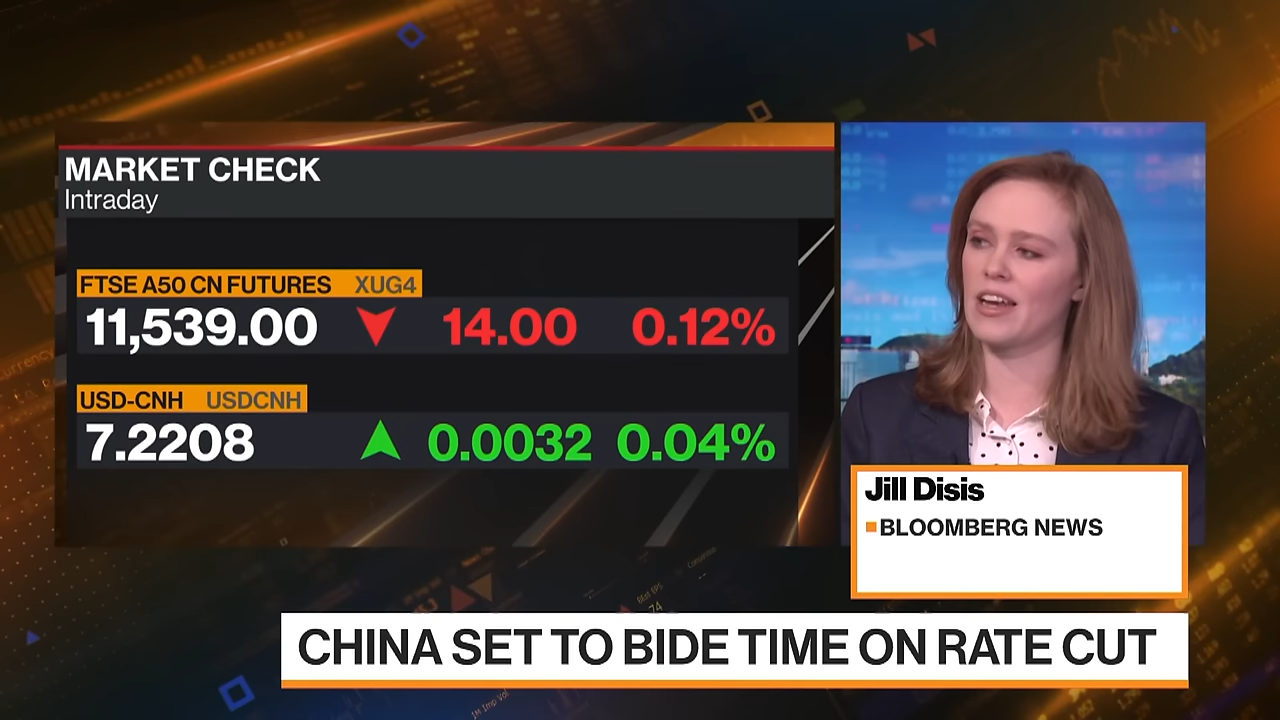 MARKET CHECK
Intraday
FTSE A50 CN FUTURES XUG4
11,539.00 14.00 0.12%
USD-CNH USDCNH
7.2208 0.0032 0.04%
Jill Disis
BLOOMBERG NEWS
CHINA SET TO BIDE TIME ON RATE CUT